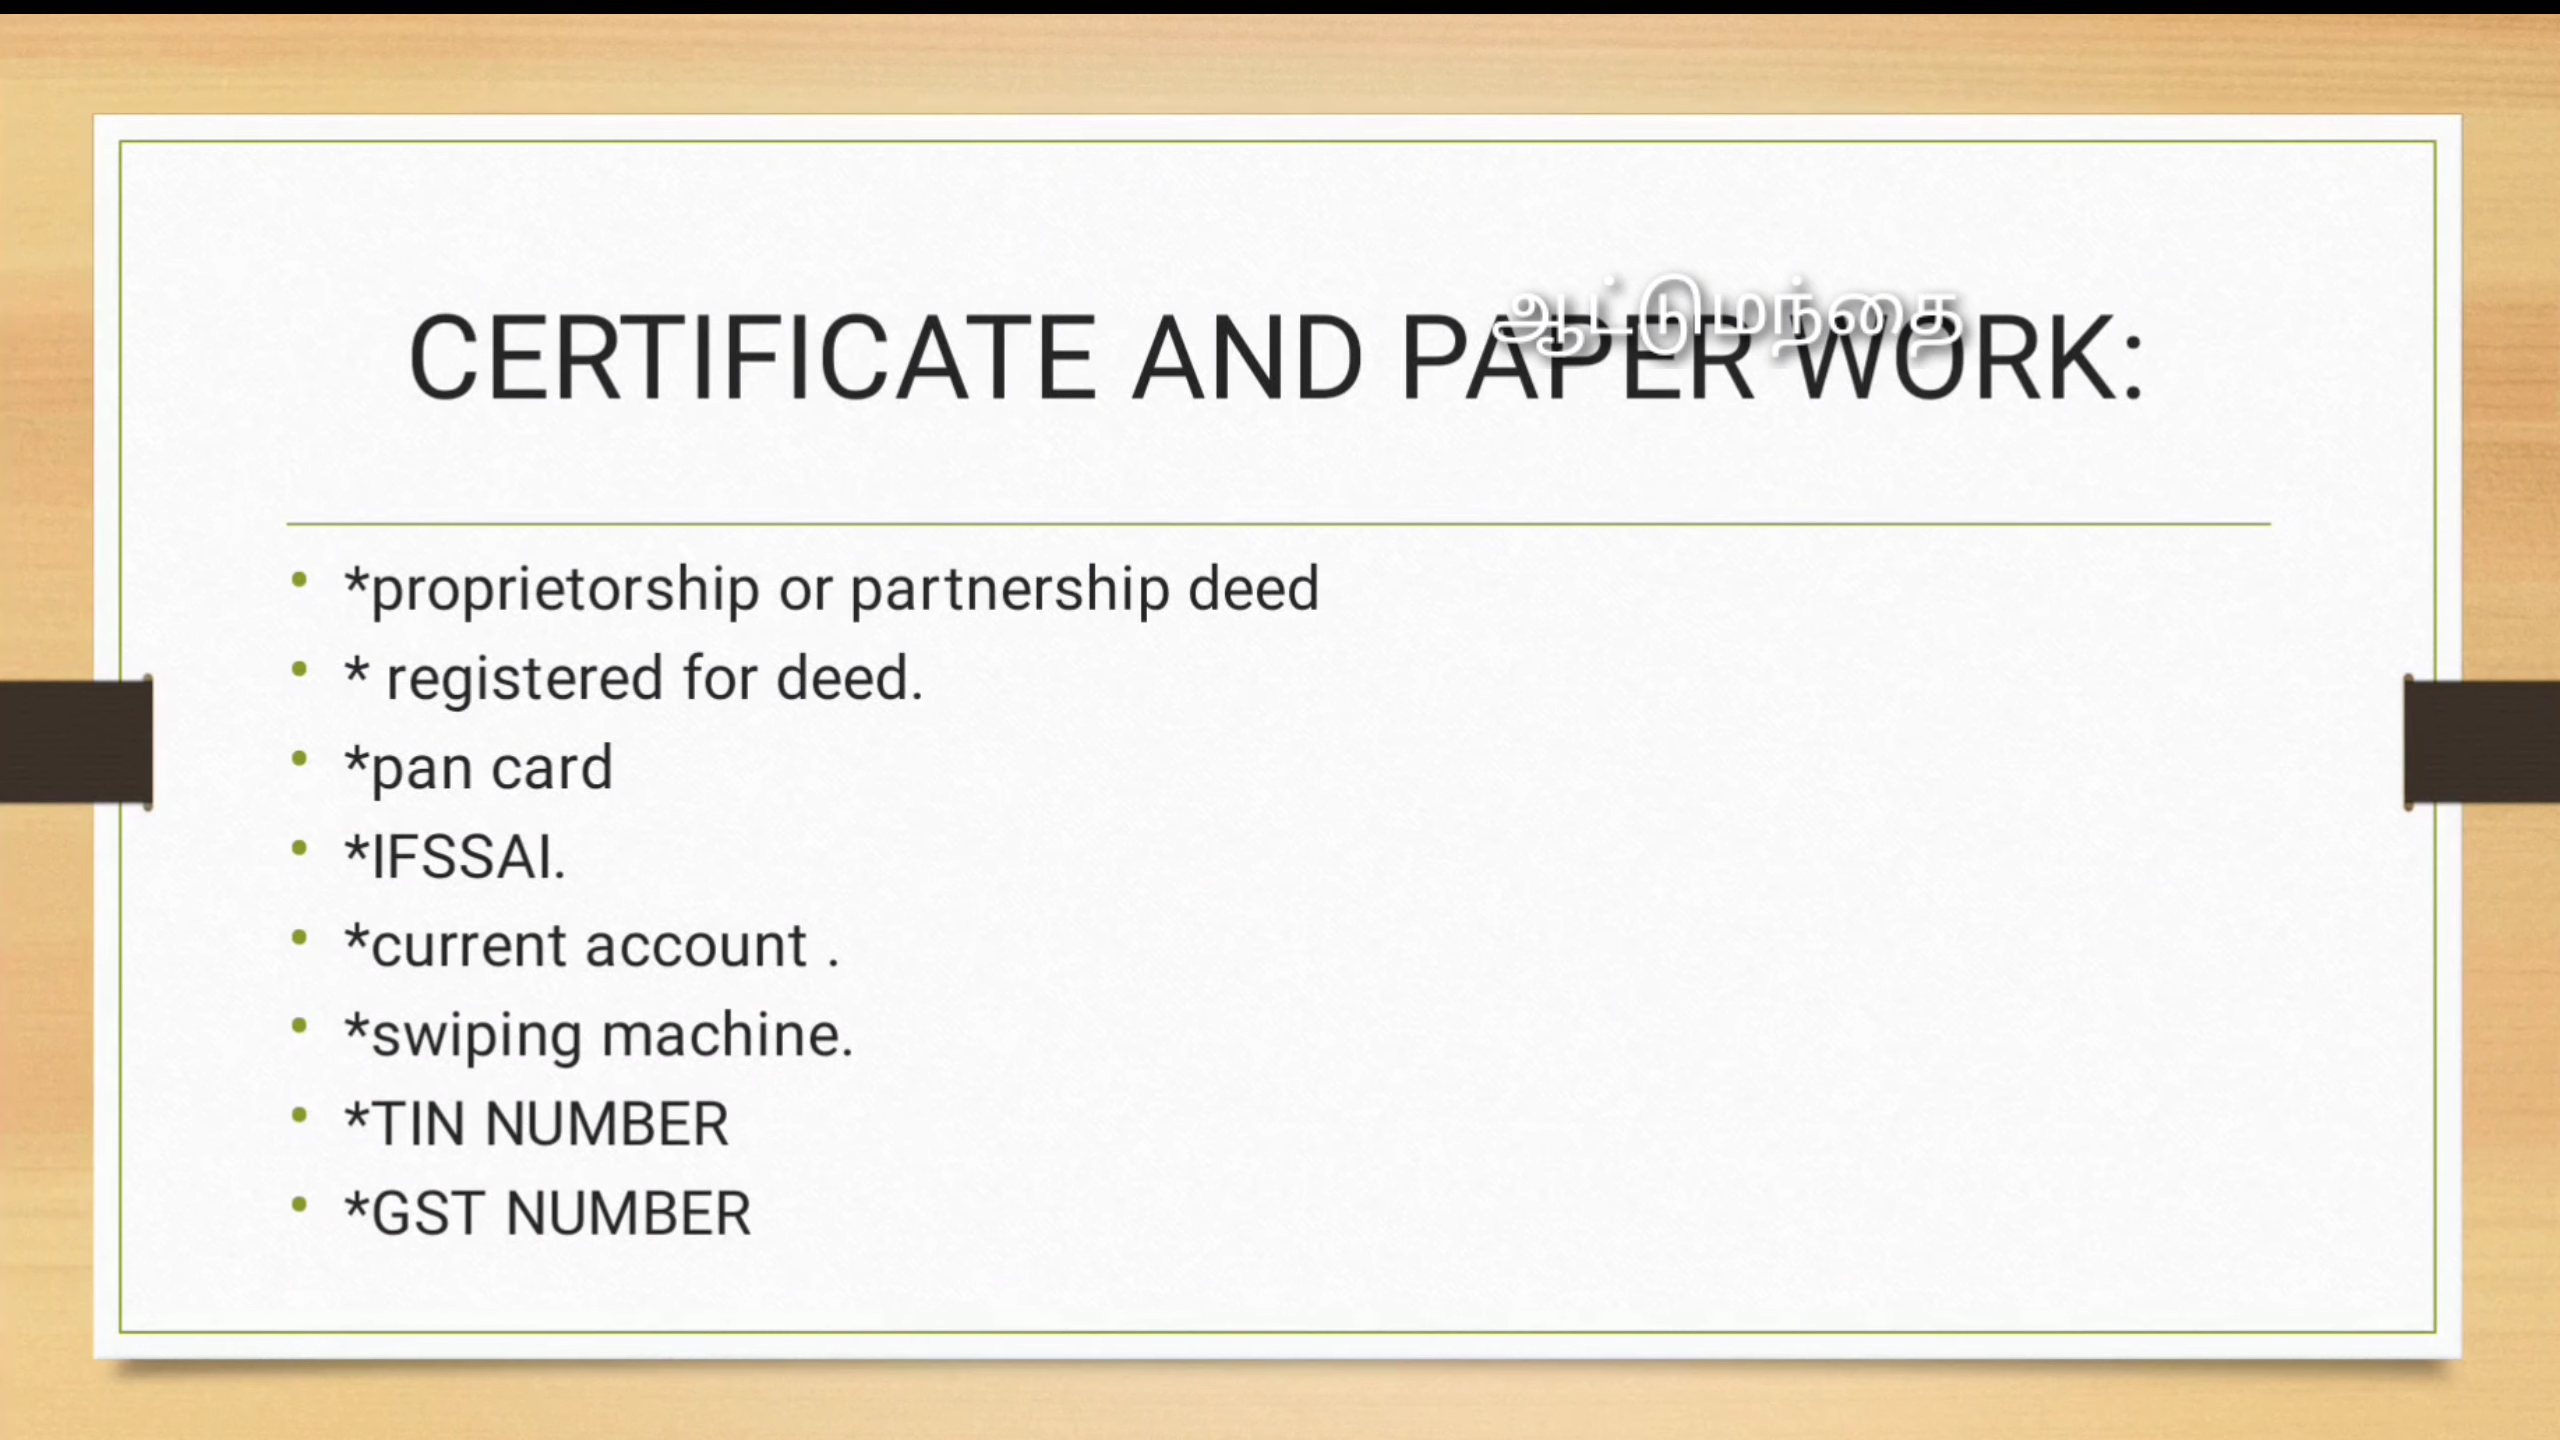 ஆட்டுமந்தை
CERTIFICATE AND PAPER WORK:
*proprietorship or partnership deed
* registered for deed.
*pan card
*IFSSAI.
*current account .
*swiping machine.
*TIN NUMBER
*GST NUMBER